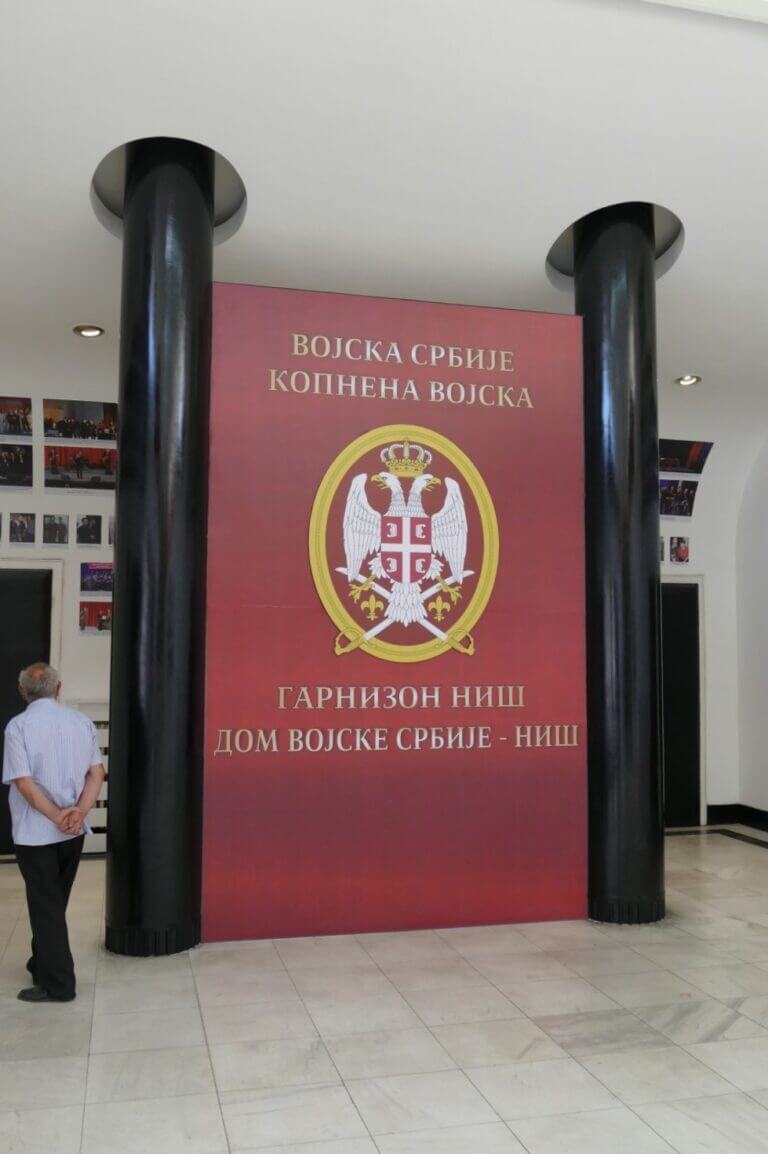 ВОЈСКА СРБИЈЕ
КОПНЕНА ВОЈСКА
ГАРНИЗОН НИШ
ДОМ ВОЈСКЕ СРБИЈЕ - НИШ